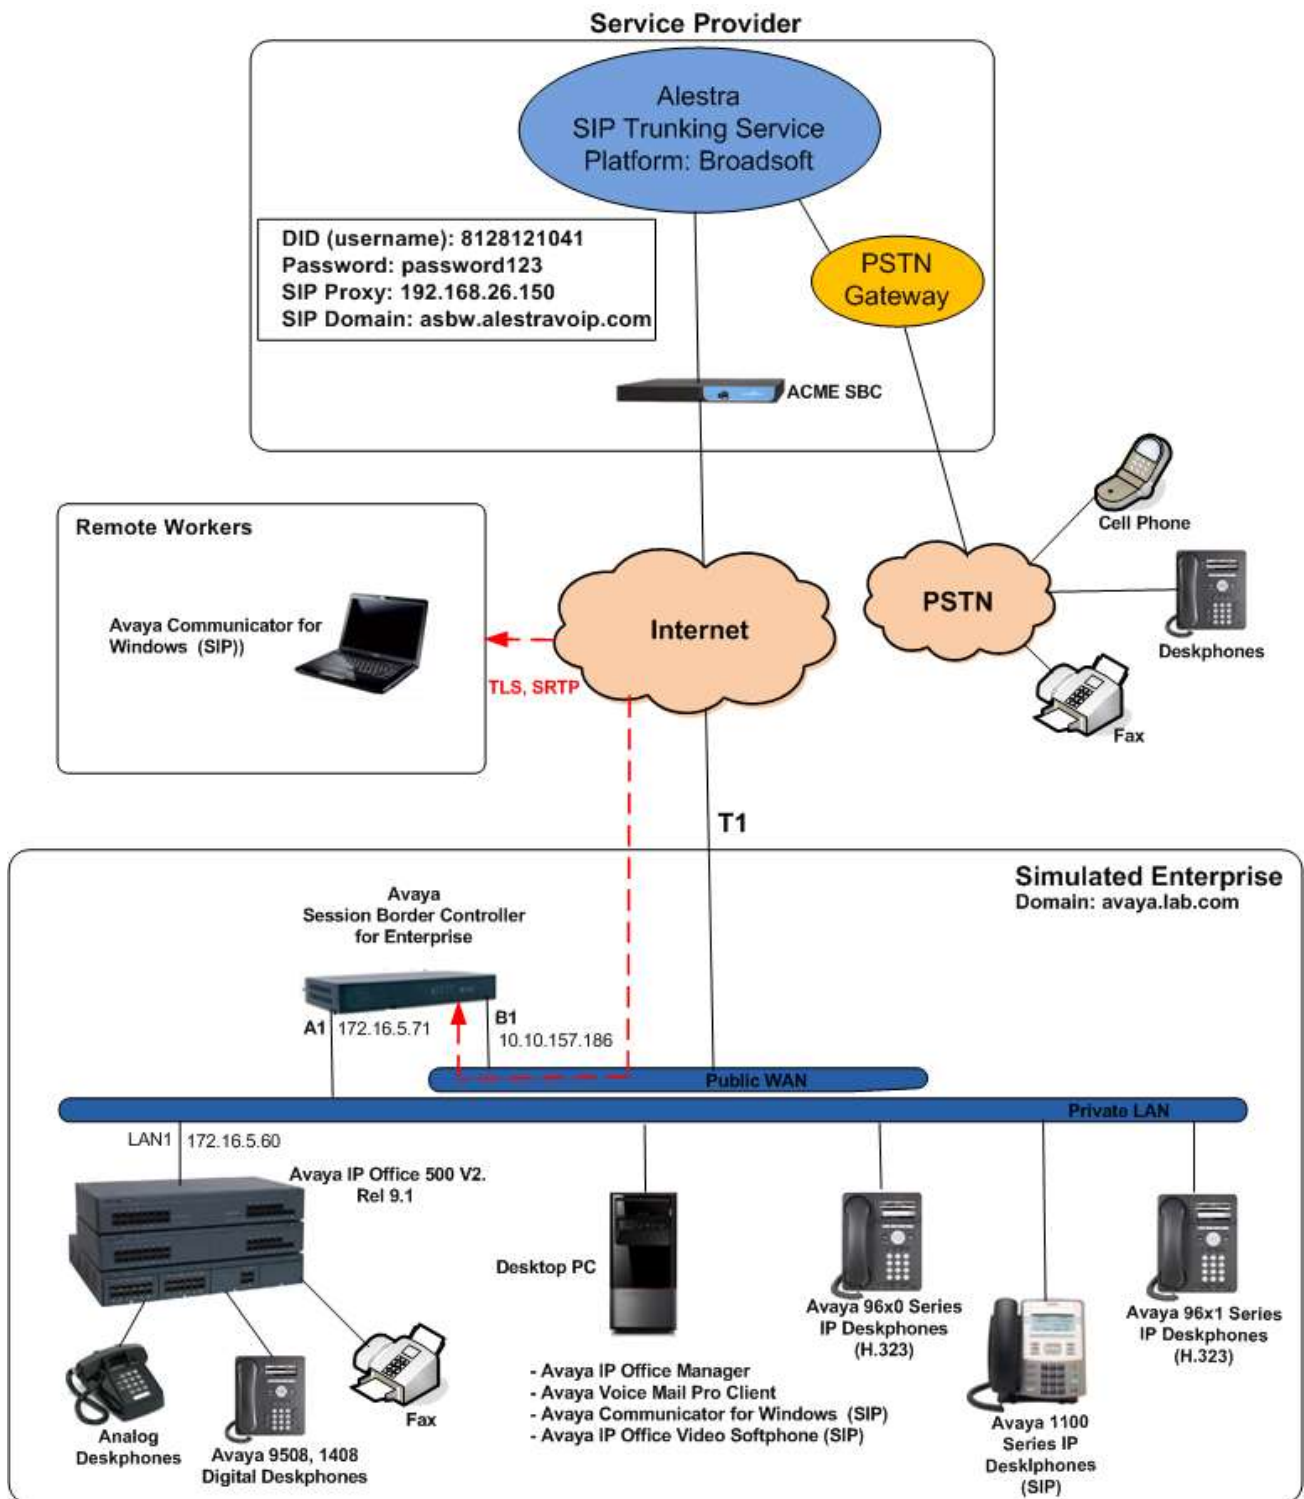 Service Provider
Alestra
SIP Trunking Service
Platform: Broadsoft
DID (username): 8128121041
Password: password123
SIP Proxy: 192.168.26.150
SIP Domain: asbw.alestravoip.com
PSTN
Gateway
ACME SBC
Remote Workers
Avaya Communicator for
Windows  (SIP))
TLS, SRTP
Internet
PSTN
Cell Phone
Deskphones
Fax
T1
Simulated Enterprise
Domain: avaya.lab.com
Avaya
Session Border Controller
for Enterprise
A1
172.16.5.71
B1
10.10.157.186
Public WAN
Private LAN
LAN1
172.16.5.60
Avaya IP Office 500 V2.
Rel 9.1
Analog
Deskphones
Avaya 9508, 1408
Digital Deskphones
Fax
Desktop PC
- Avaya IP Office Manager
- Avaya Voice Mail Pro Client
- Avaya Communicator for Windows  (SIP)
- Avaya IP Office Video Softphone (SIP)
Avaya 96x0 Series
IP Deskphones
(H.323)
Avaya 1100
Series IP
Desklphones
(SIP)
Avaya 96x1 Series
IP Deskphones
(H.323)